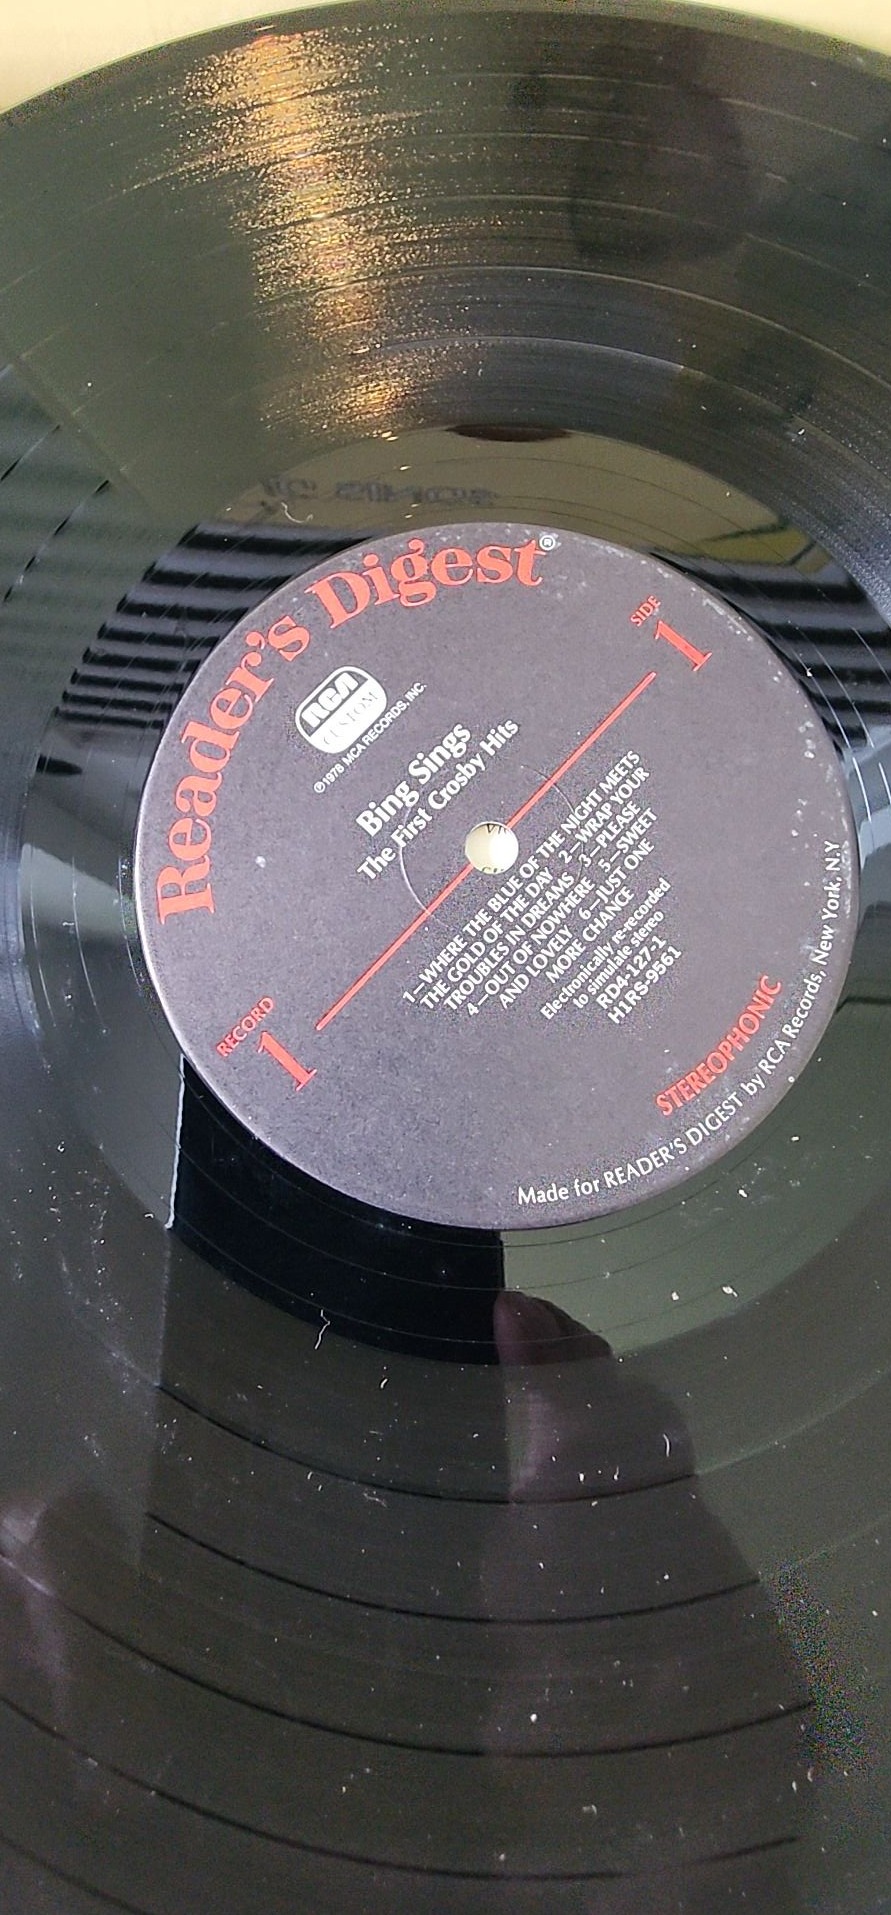 Reader's Digest®
RCA
CUSTOM
℗1978 MCA RECORDS, INC.
SIDE
1
Bing Sings
The First Crosby Hits
1—WHERE THE BLUE OF THE NIGHT MEETS
THE GOLD OF THE DAY 2—WRAP YOUR
TROUBLES IN DREAMS 3—PLEASE
4—OUT OF NOWHERE 5—SWEET
AND LOVELY 6—JUST ONE
MORE CHANCE
Electronically re-recorded
to simulate stereo
RD4-127-1
H1RS-9561
RECORD
1
STEREOPHONIC
Made for READER'S DIGEST by RCA Records, New York, N.Y